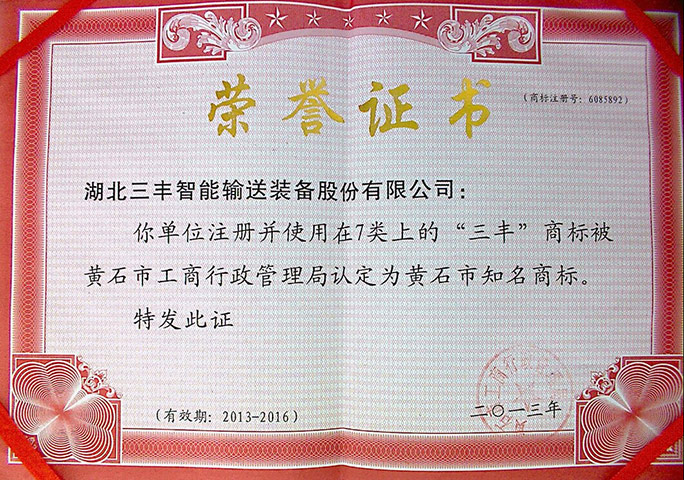 荣誉证书
(商标注册号：6085892)
湖北三丰智能输送装备股份有限公司：
你单位注册并使用在7类上的“三丰”商标被
黄石市工商行政管理局认定为黄石市知名商标。
特发此证
(有效期：2013-2016)
二〇一三年